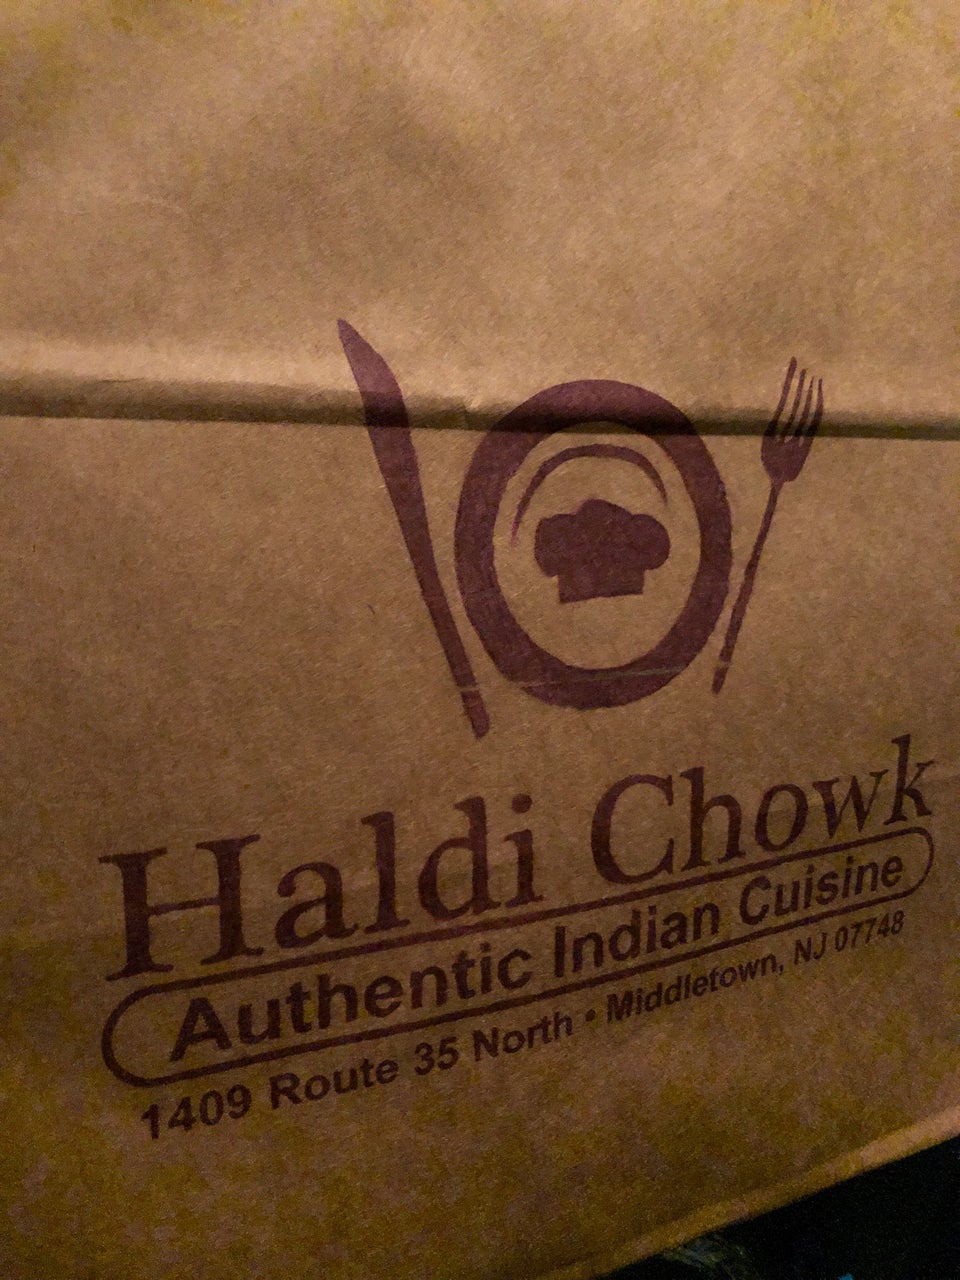 Haldi Chowk
Authentic Indian Cuisine
1409 Route 35 North • Middletown, NJ 07748